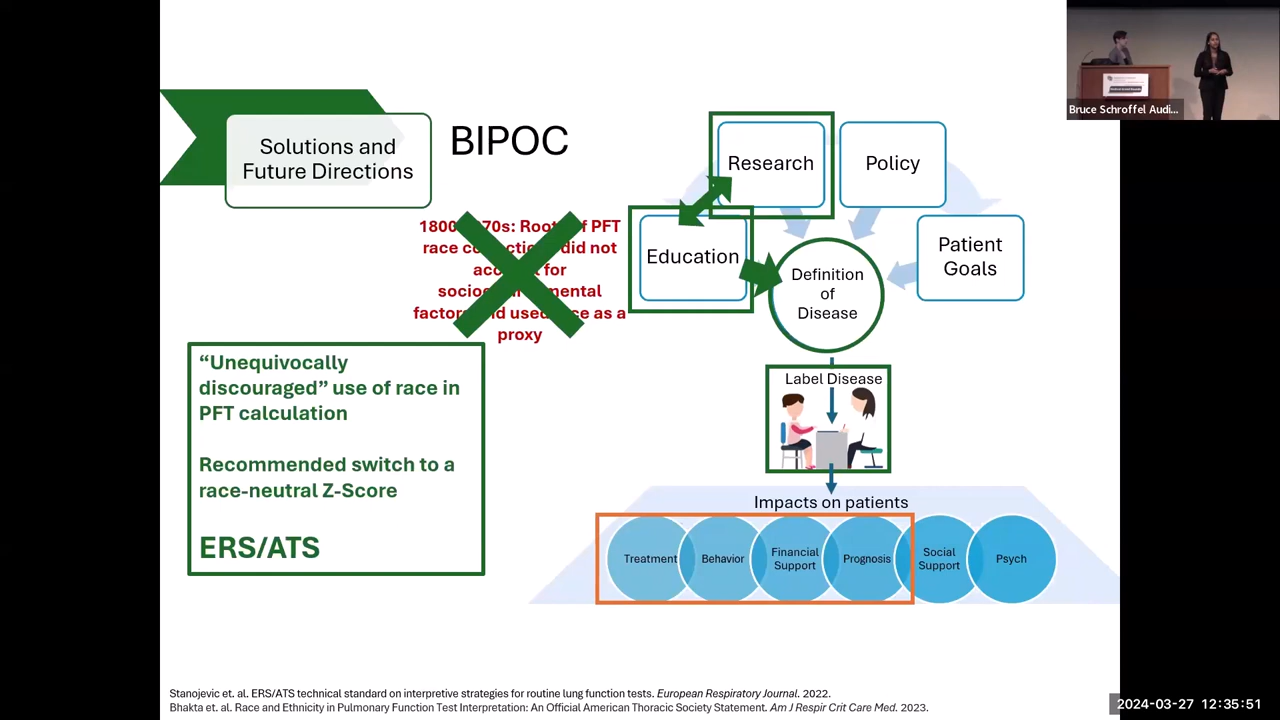 Bruce Schroffel Audi...
Solutions and
Future Directions
BIPOC
Research
Policy
Education
Patient
Goals
Definition
of
Disease
1800 70s: Roots of PFT
race correction did not
account for
mental
factors and used race as a
proxy
“Unequivocally
discouraged” use of race in
PFT calculation
Recommended switch to a
race-neutral Z-Score
ERS/ATS
Label Disease
Impacts on patients
Treatment
Behavior
Financial
Support
Prognosis
Social
Support
Psych
Stanojevic et. al. ERS/ATS technical standard on interpretive strategies for routine lung function tests. European Respiratory Journal. 2022.
Bhakta et. al. Race and Ethnicity in Pulmonary Function Test Interpretation: An Official American Thoracic Society Statement. Am J Respir Crit Care Med. 2023.
2024-03-27 12:35:51